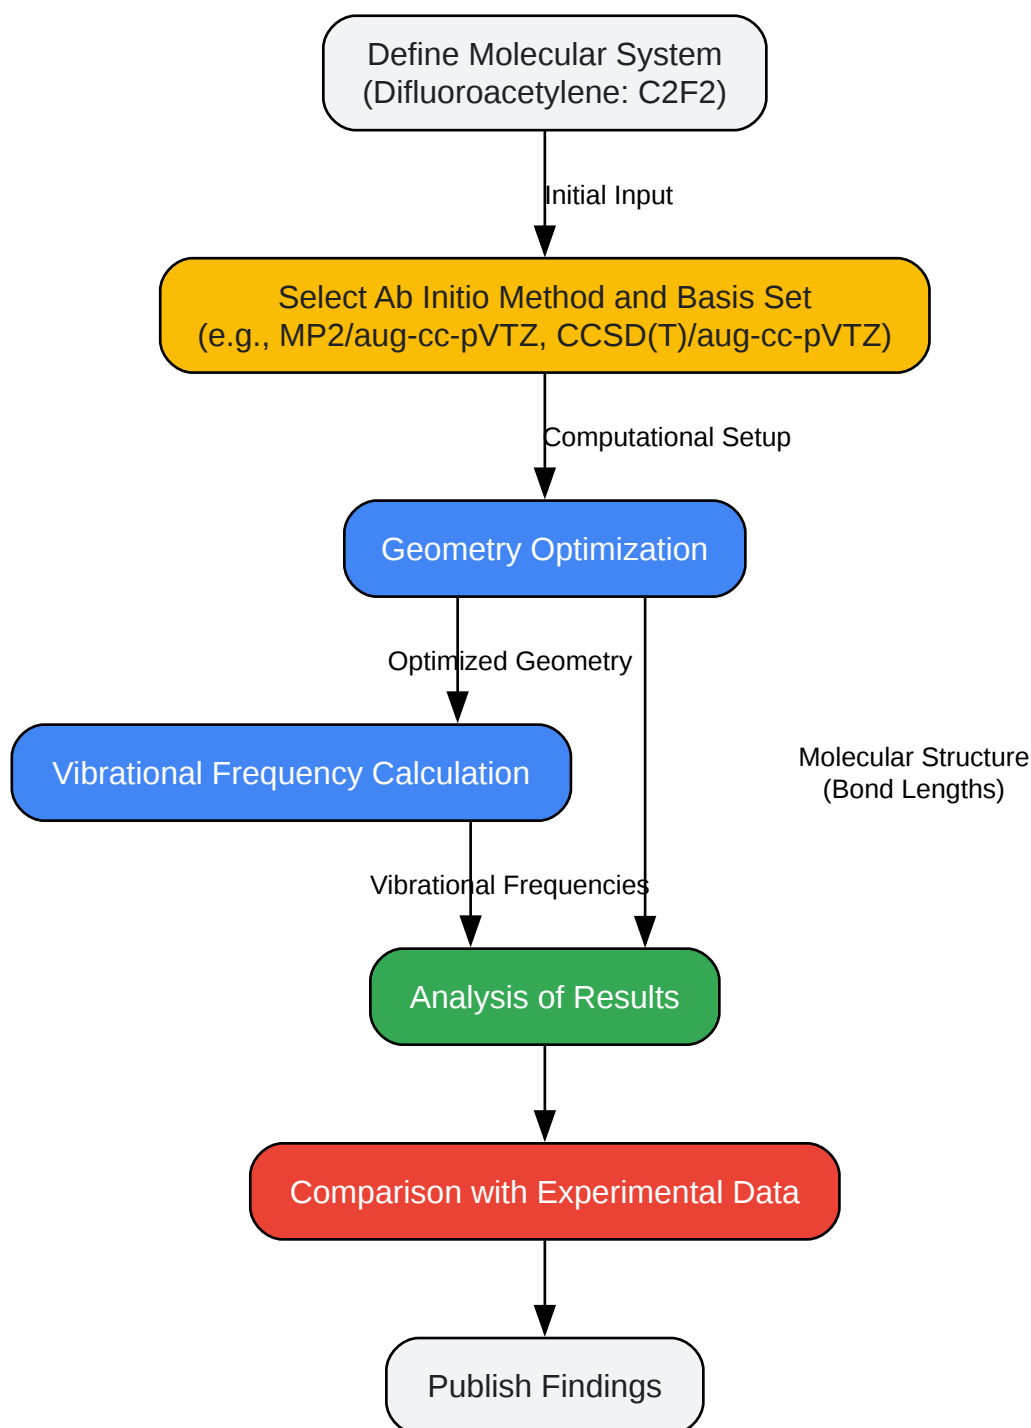 Define Molecular System
(Difluoroacetylene: C2F2)
Initial Input
Select Ab Initio Method and Basis Set
(e.g., MP2/aug-cc-pVTZ, CCSD(T)/aug-cc-pVTZ)
Computational Setup
Geometry Optimization
Optimized Geometry
Vibrational Frequency Calculation
Molecular Structure
(Bond Lengths)
Vibrational Frequencies
Analysis of Results
Comparison with Experimental Data
Publish Findings